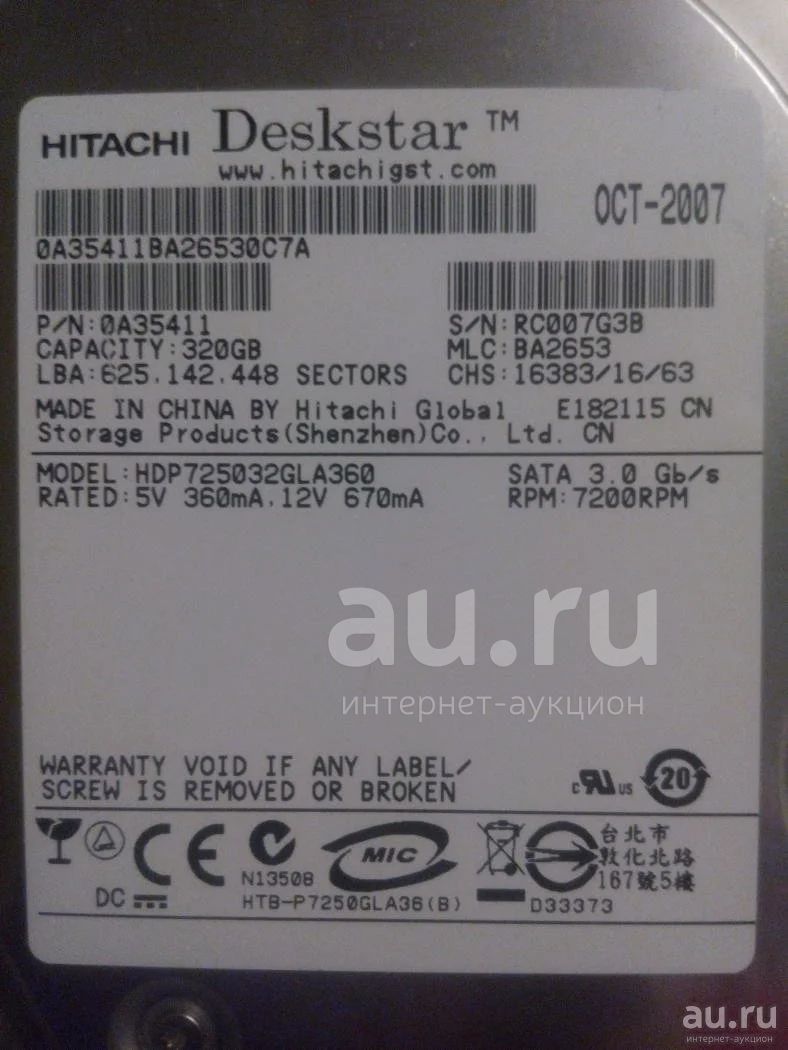 HITACHI Deskstar ™
www.hitachigst.com
OCT-2007
0A35411BA26530C7A
P/N:0A35411
S/N:RC007G3B
CAPACITY:320GB
MLC:BA2653
LBA:625.142.448 SECTORS
CHS:16383/16/63
MADE IN CHINA BY Hitachi Global E182115 CN
Storage Products(Shenzhen)Co., Ltd. CN
MODEL:HDP725032GLA360
SATA 3.0 Gb/s
RATED:5V 360mA.12V 670mA
RPM:7200RPM
au.ru
интернет-аукцион
WARRANTY VOID IF ANY LABEL/
SCREW IS REMOVED OR BROKEN
c RU US
20
CE
MIC
台北市
敦化北路
167號5樓
N13508
DC
HTB-P7250GLA36(B)
D33373
au.ru
интернет-аукцион